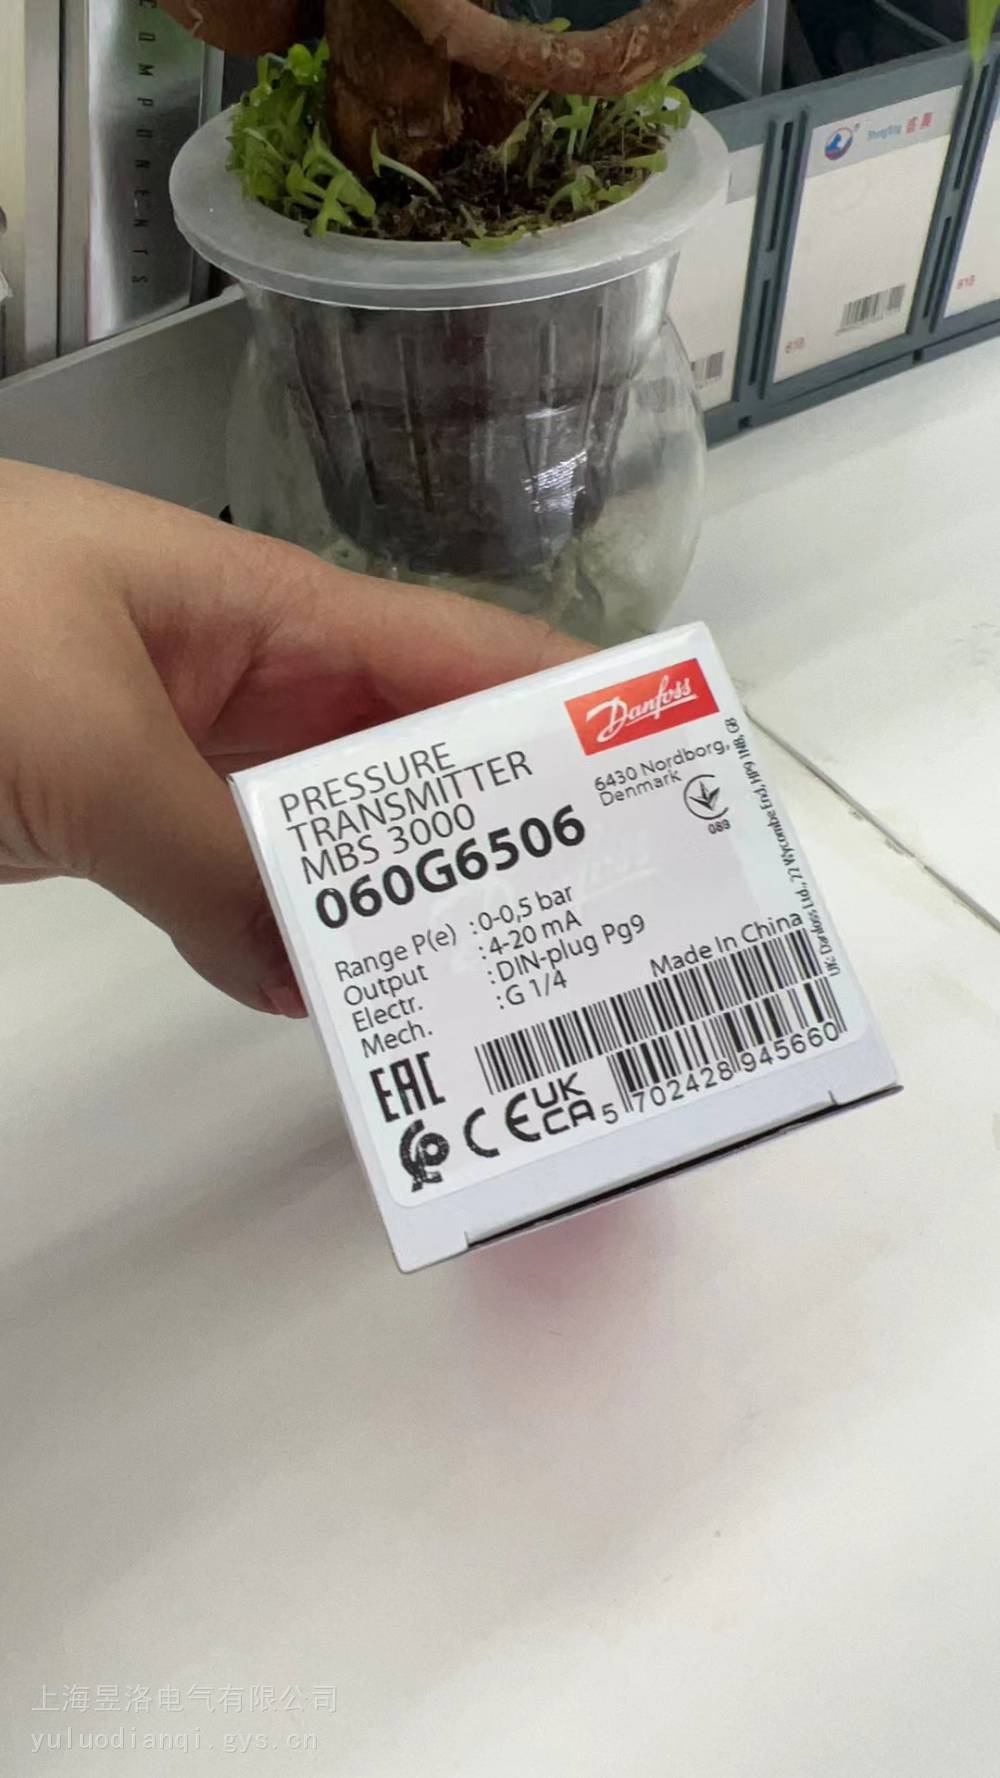 COMPONENTS
Danfoss
PRESSURE
TRANSMITTER
MBS 3000
060G6506
6430 Nordborg,
Denmark
089
Range P(e) :0-0,5 bar
Output :4-20 mA
Electr. :DIN-plug Pg9
Mech. :G 1/4
Made In China
UK: Danfoss Ltd., 22 Wycombe End, HP9 1NB, GB
EAC
CE UK
CA
5 702428 945660
上海昱洛电气有限公司
yuluodianqi.gys.cn